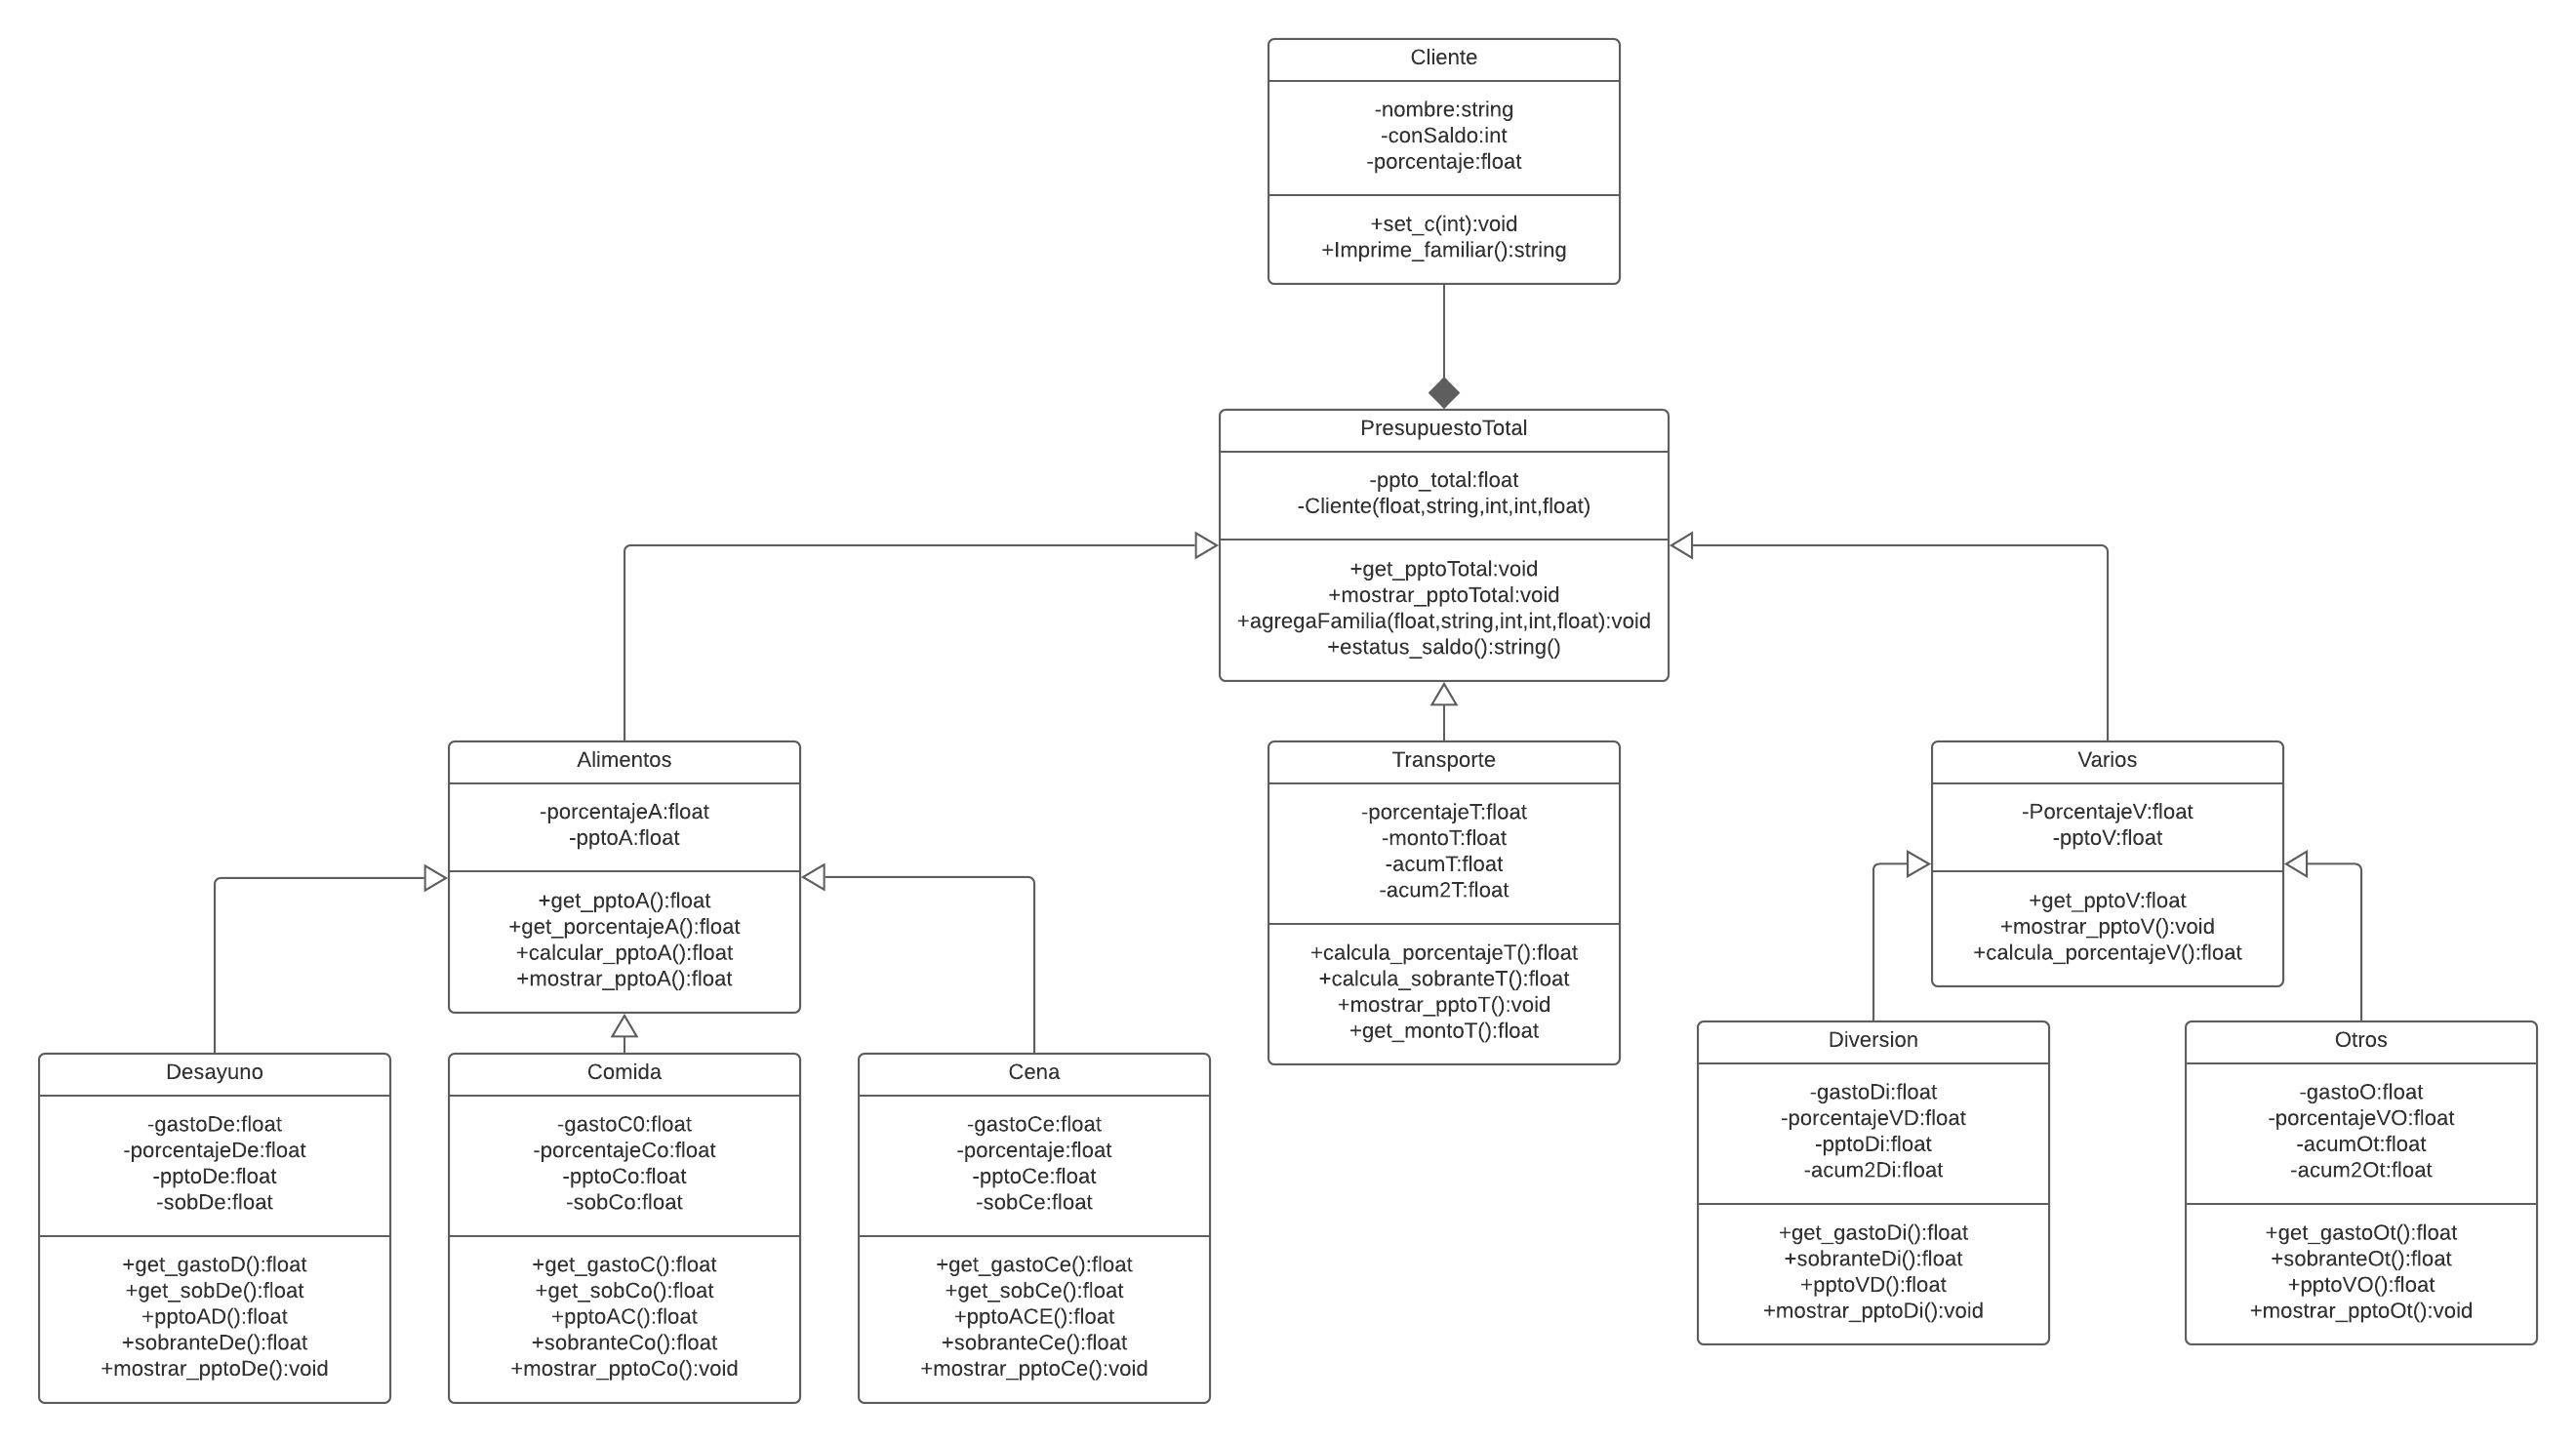 Cliente
-nombre:string
-conSaldo:int
-porcentaje:float
+set_c(int):void
+Imprime_familiar():string
PresupuestoTotal
-ppto_total:float
-Cliente(float,string,int,int,float)
+get_pptoTotal:void
+mostrar_pptoTotal:void
+agregaFamilia(float,string,int,int,float):void
+estatus_saldo():string()
Alimentos
-porcentajeA:float
-pptoA:float
+get_pptoA():float
+get_porcentajeA():float
+calcular_pptoA():float
+mostrar_pptoA():float
Transporte
-porcentajeT:float
-montoT:float
-acumT:float
-acum2T:float
+calcula_porcentajeT():float
+calcula_sobranteT():float
+mostrar_pptoT():void
+get_montoT():float
Varios
-PorcentajeV:float
-pptoV:float
+get_pptoV:float
+mostrar_pptoV():void
+calcula_porcentajeV():float
Desayuno
-gastoDe:float
-porcentajeDe:float
-pptoDe:float
-sobDe:float
+get_gastoD():float
+get_sobDe():float
+pptoAD():float
+sobranteDe():float
+mostrar_pptoDe():void
Comida
-gastoC0:float
-porcentajeCo:float
-pptoCo:float
-sobCo:float
+get_gastoC():float
+get_sobCo():float
+pptoAC():float
+sobranteCo():float
+mostrar_pptoCo():void
Cena
-gastoCe:float
-porcentaje:float
-pptoCe:float
-sobCe:float
+get_gastoCe():float
+get_sobCe():float
+pptoACE():float
+sobranteCe():float
+mostrar_pptoCe():void
Diversion
-gastoDi:float
-porcentajeVD:float
-pptoDi:float
-acum2Di:float
+get_gastoDi():float
+sobranteDi():float
+pptoVD():float
+mostrar_pptoDi():void
Otros
-gastoO:float
-porcentajeVO:float
-acumOt:float
-acum2Ot:float
+get_gastoOt():float
+sobranteOt():float
+pptoVO():float
+mostrar_pptoOt():void